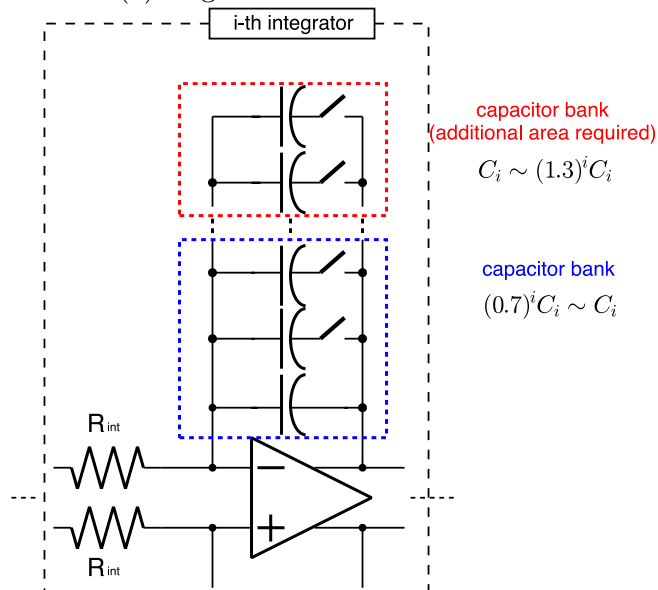 i-th integrator
capacitor bank
(additional area required)
C_i ∼ (1.3)^i C_i
capacitor bank
(0.7)^i C_i ∼ C_i
R_int
−
+
R_int